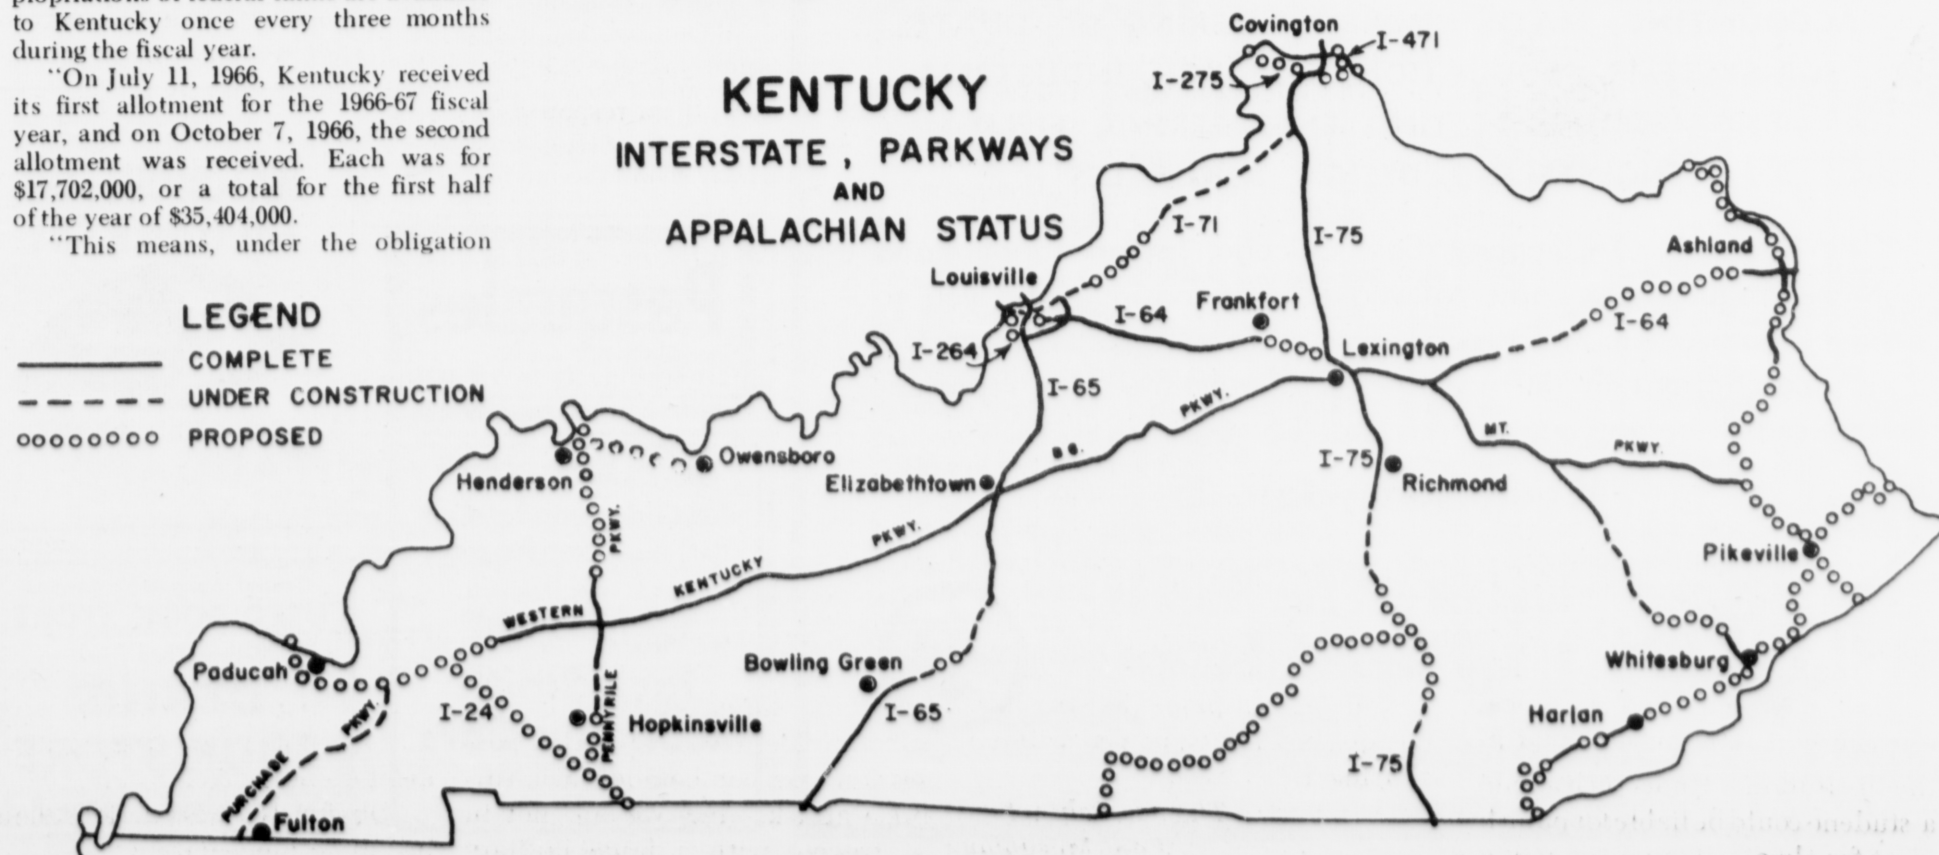 to Kentucky once every three months
during the fiscal year.
"On July 11, 1966, Kentucky received
its first allotment for the 1966-67 fiscal
year, and on October 7, 1966, the second
allotment was received. Each was for
$17,702,000, or a total for the first half
of the year of $35,404,000.
"This means, under the obligation
KENTUCKY
INTERSTATE, PARKWAYS
AND
APPALACHIAN STATUS
LEGEND
COMPLETE
UNDER CONSTRUCTION
PROPOSED
Covington
I-471
I-275
I-71
I-75
Ashland
Louisville
I-64
Frankfort
I-64
I-264
Lexington
I-65
PKWY.
B G.
MT.
PKWY.
Owensboro
Henderson
Elizabethtown
I-75
Richmond
PKWY.
PKWY.
KENTUCKY
WESTERN
Pikeville
Paducah
Bowling Green
Whitesburg
PENNYRILE
I-24
PKWY.
Hopkinsville
I-65
Harlan
I-75
PURCHASE
Fulton